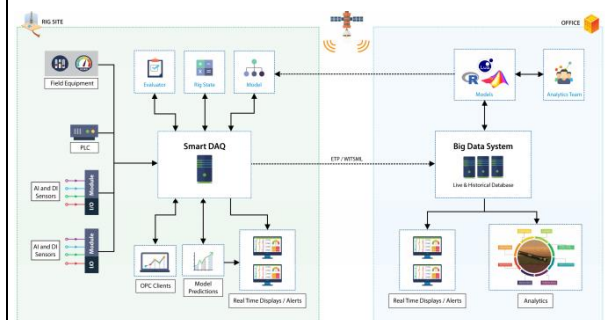 RIG SITE
OFFICE
Field Equipment
Evaluator
Rig State
Model
Models
Analytics Team
PLC
Smart DAQ
ETP / WITSML
Big Data System
Live & Historical Database
AI and DI
Sensors
I/O Module
AI and DI
Sensors
I/O Module
OPC Clients
Model
Predictions
Real Time Displays / Alerts
Real Time Displays / Alerts
Analytics